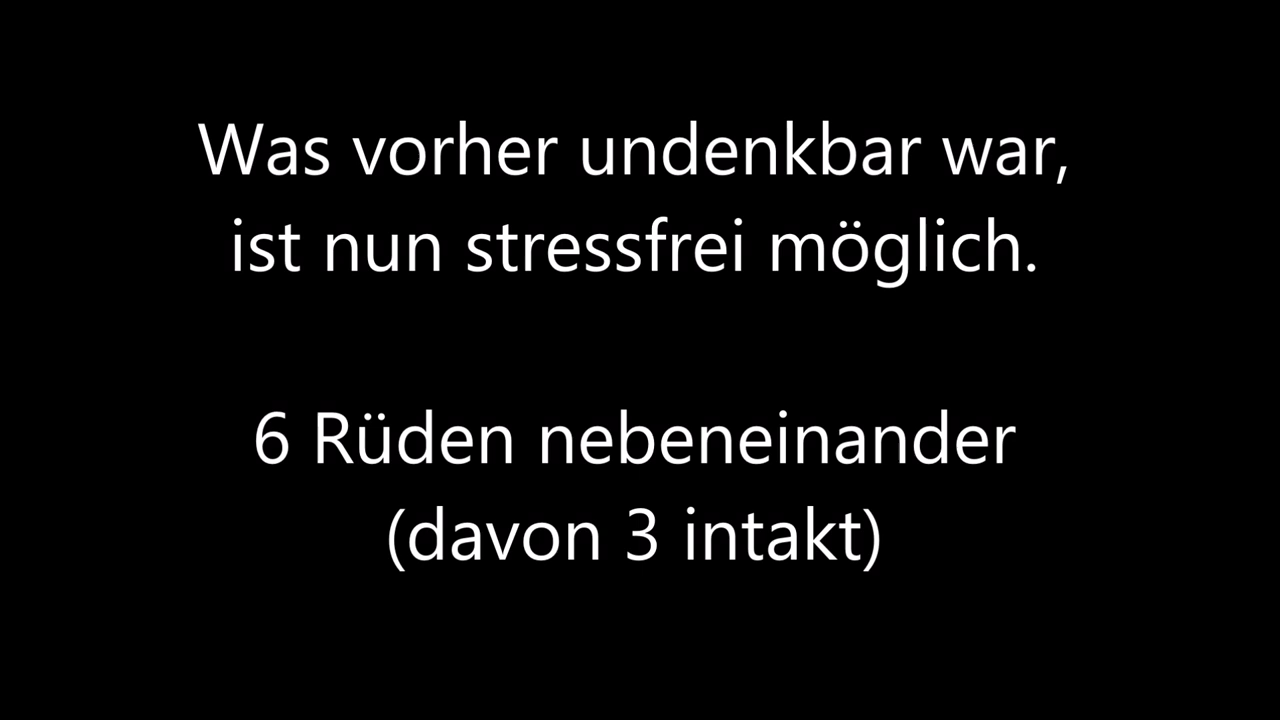 Was vorher undenkbar war,
ist nun stressfrei möglich.
6 Rüden nebeneinander
(davon 3 intakt)